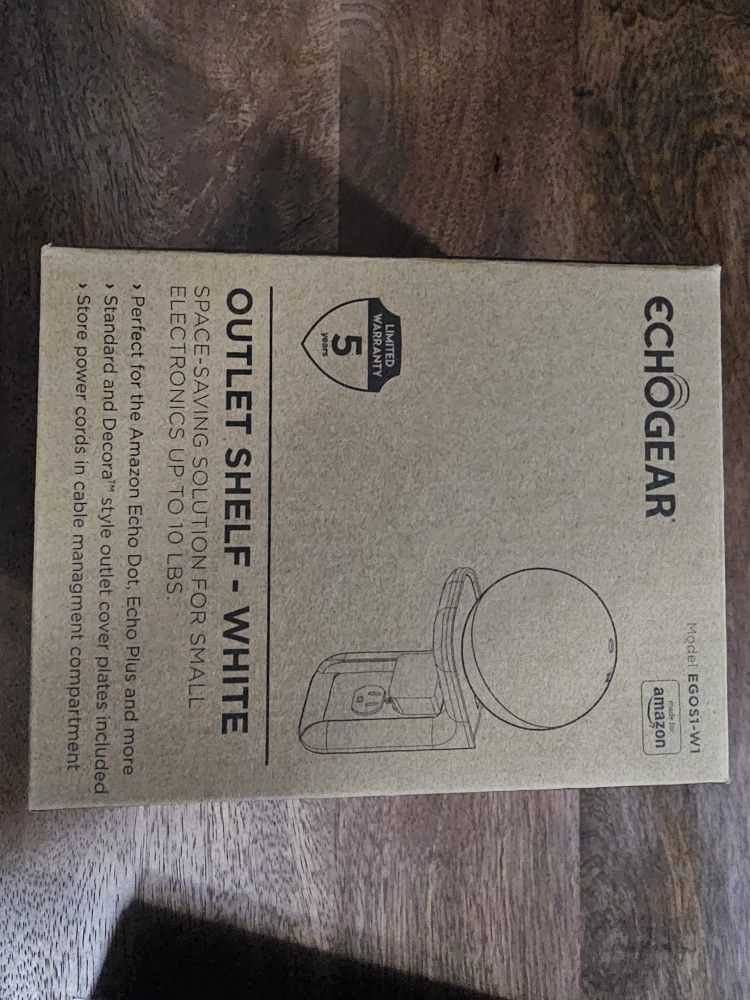 ECHOGEAR®
Model EGOS1-W1
made for
amazon
LIMITED
WARRANTY
5
years
OUTLET SHELF - WHITE
SPACE-SAVING SOLUTION FOR SMALL
ELECTRONICS UP TO 10 LBS.
› Perfect for the Amazon Echo Dot, Echo Plus and more
› Standard and Decora™ style outlet cover plates included
› Store power cords in cable managment compartment